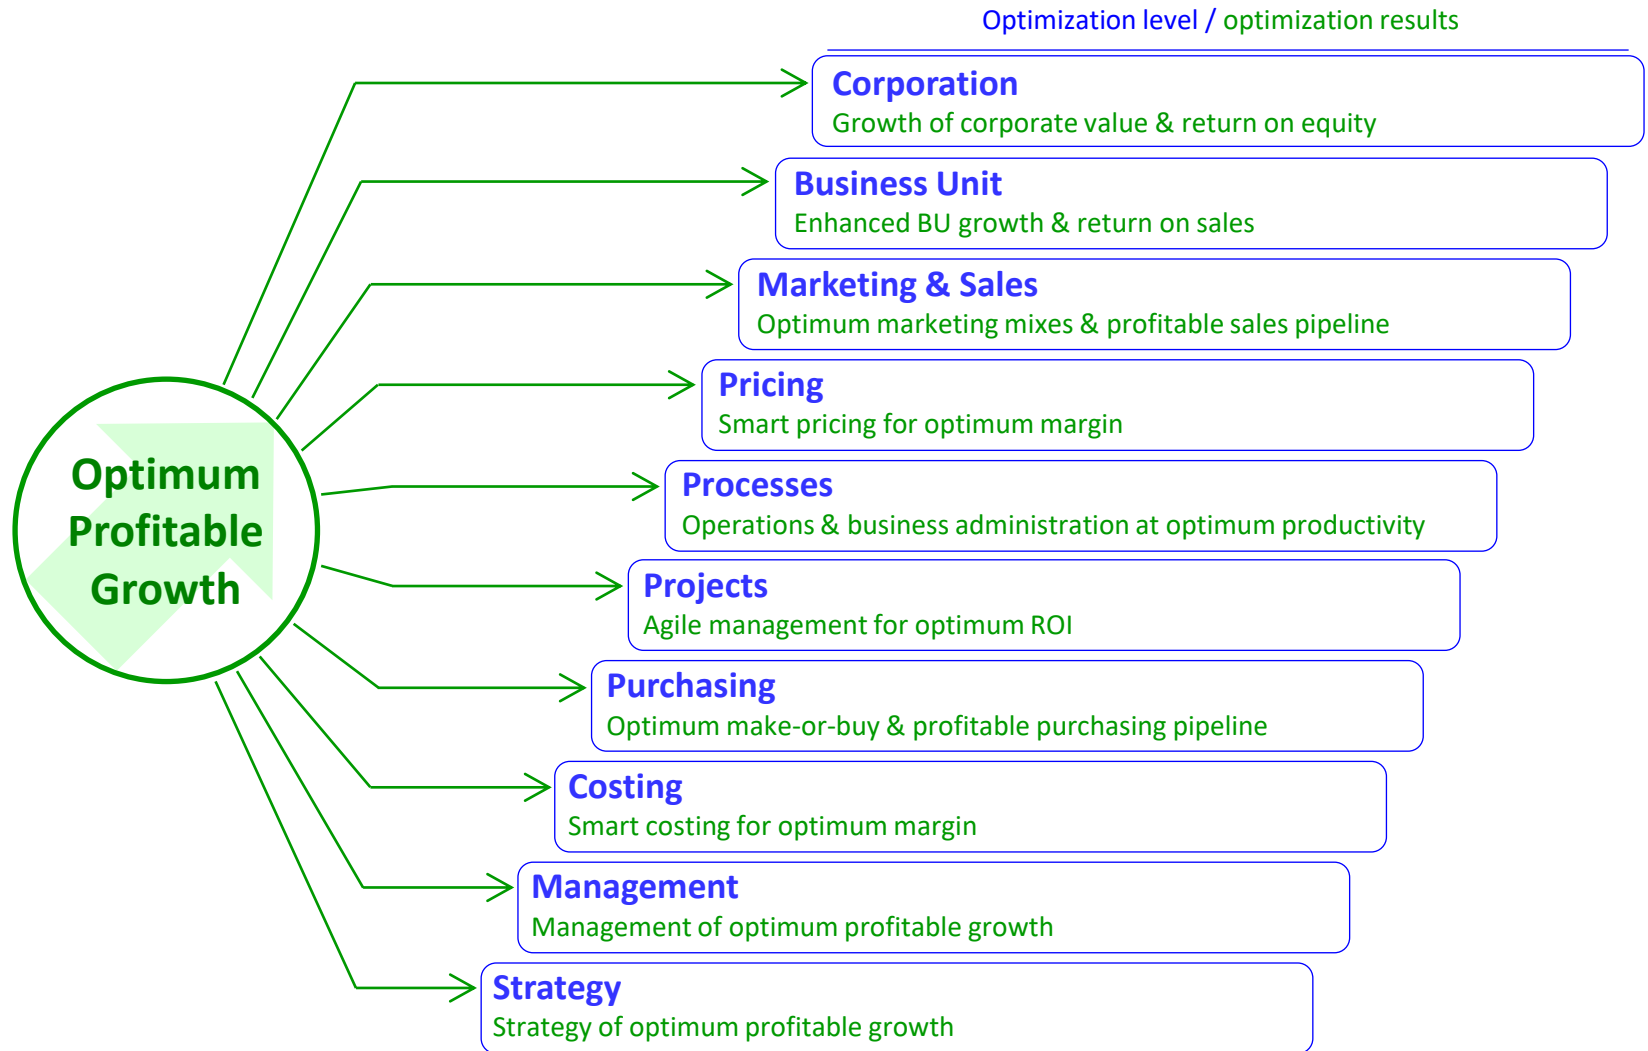 Optimization level / optimization results
Corporation
Growth of corporate value & return on equity
Business Unit
Enhanced BU growth & return on sales
Marketing & Sales
Optimum marketing mixes & profitable sales pipeline
Pricing
Smart pricing for optimum margin
Optimum
Profitable
Growth
Processes
Operations & business administration at optimum productivity
Projects
Agile management for optimum ROI
Purchasing
Optimum make-or-buy & profitable purchasing pipeline
Costing
Smart costing for optimum margin
Management
Management of optimum profitable growth
Strategy
Strategy of optimum profitable growth